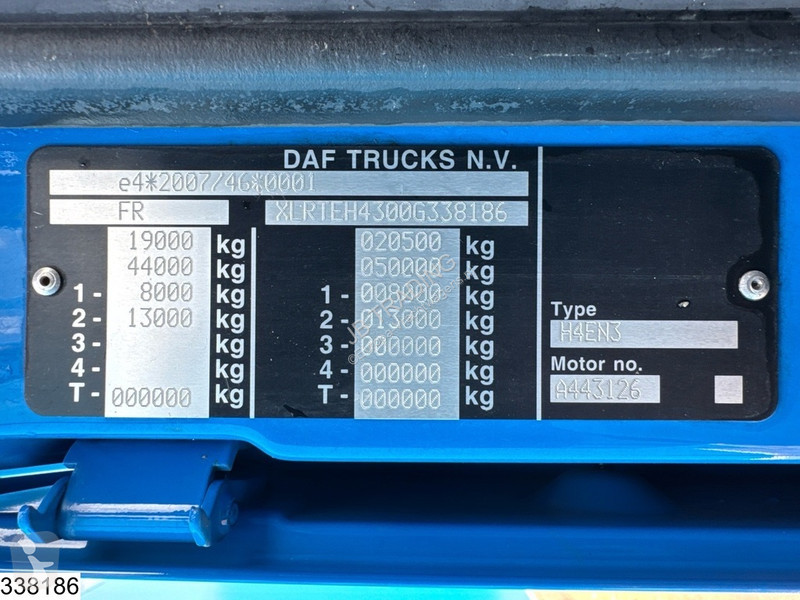 DAF TRUCKS N.V.
e4*2007/46*0001
FR XLRTEH4300G338186
19000 kg 020500 kg
44000 kg 050000 kg
1- 8000 kg 1- 008000 kg
2- 13000 kg 2- 013000 kg
3- kg 3- 000000 kg
4- kg 4- 000000 kg
T- 000000 kg T- 000000 kg
Type
H4EN3
Motor no.
A443126 1
338186